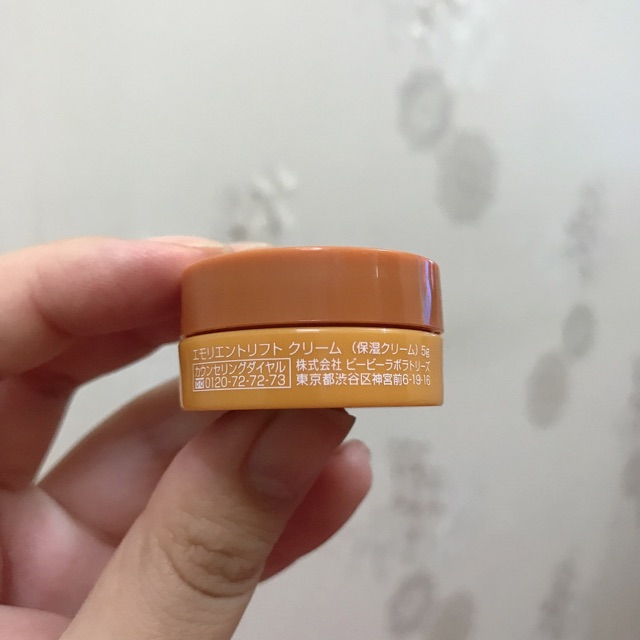 エモリエントリフト クリーム (保湿クリーム) 5g
カウンセリングダイヤル 株式会社 ビービーラボラトリーズ
0120-72-72-73 東京都渋谷区神宮前6-19-16